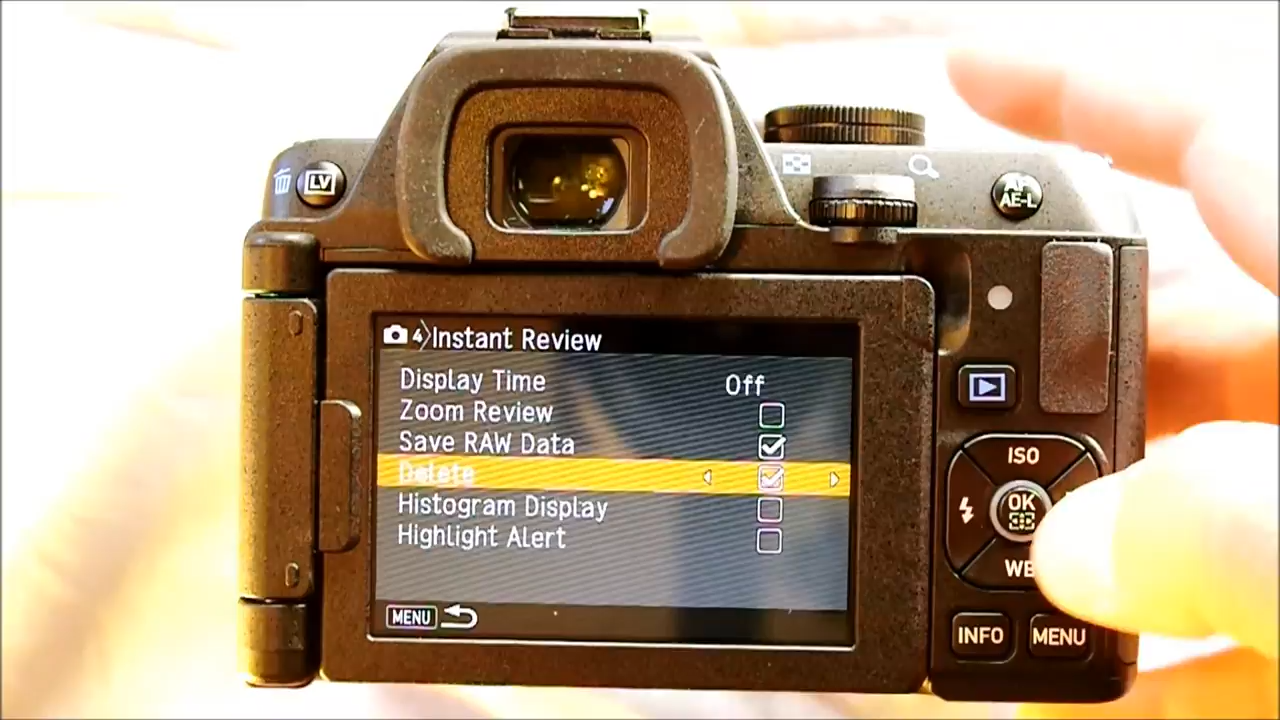 LV
AF
AE-L
4 Instant Review
Display Time Off
Zoom Review
Save RAW Data
Delete
Histogram Display
Highlight Alert
MENU
ISO
OK
WB
INFO
MENU